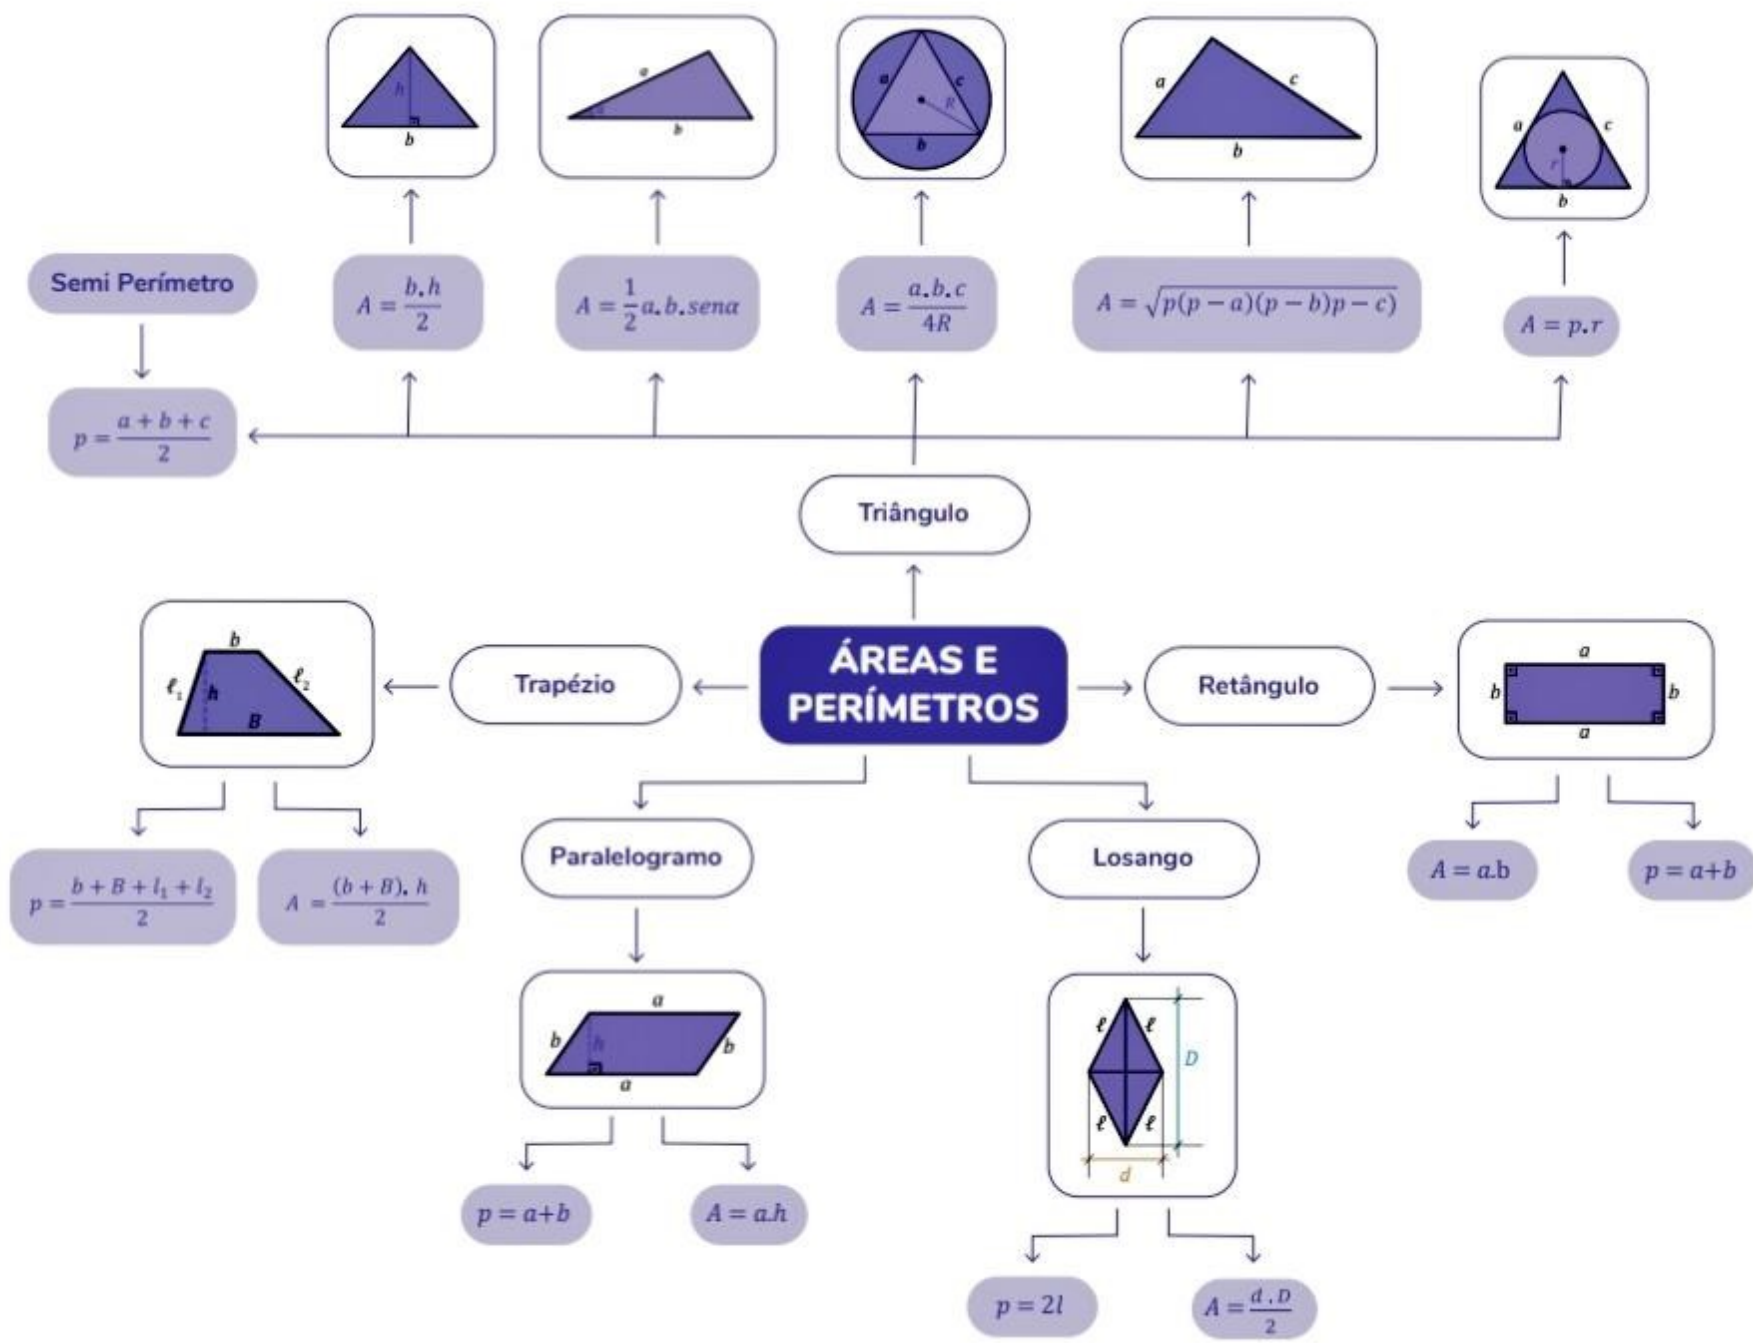 h
b
a
α
b
a
c
R
b
a
c
b
a
c
r
b
Semi Perímetro
A = b.h/2
A = 1/2 a.b.senα
A = a.b.c/4R
A = √p(p − a)(p − b)p − c)
A = p.r
p = a + b + c/2
Triângulo
b
ℓ₁
h
ℓ₂
B
Trapézio
ÁREAS E
PERÍMETROS
Retângulo
a
b
b
a
p = b + B + l₁ + l₂/2
A = (b + B). h/2
Paralelogramo
Losango
A = a.b
p = a+b
a
b
h
b
a
ℓ
ℓ
D
ℓ
ℓ
d
p = a+b
A = a.h
p = 2l
A = d . D/2